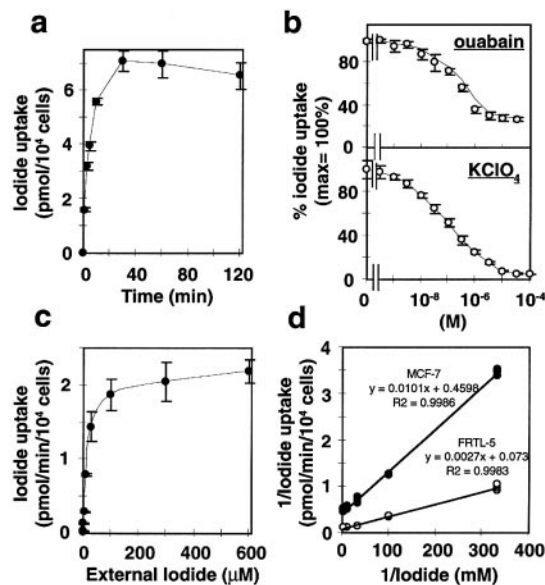 a
Iodide uptake
(pmol/10⁴ cells)
6
4
2
0
0
40
80
120
Time (min)
b
% iodide uptake
(max= 100%)
ouabain
80
40
0
KClO₄
80
40
0
0
10⁻⁸
10⁻⁶
10⁻⁴
(M)
c
Iodide uptake
(pmol/min/10⁴ cells)
2
1
0
0
200
400
600
External Iodide (µM)
d
1/Iodide uptake
(pmol/min/10⁴ cells)
4
3
2
1
0
MCF-7
y = 0.0101x + 0.4598
R2 = 0.9986
FRTL-5
y = 0.0027x + 0.073
R2 = 0.9983
0
100
200
300
400
1/Iodide (mM)